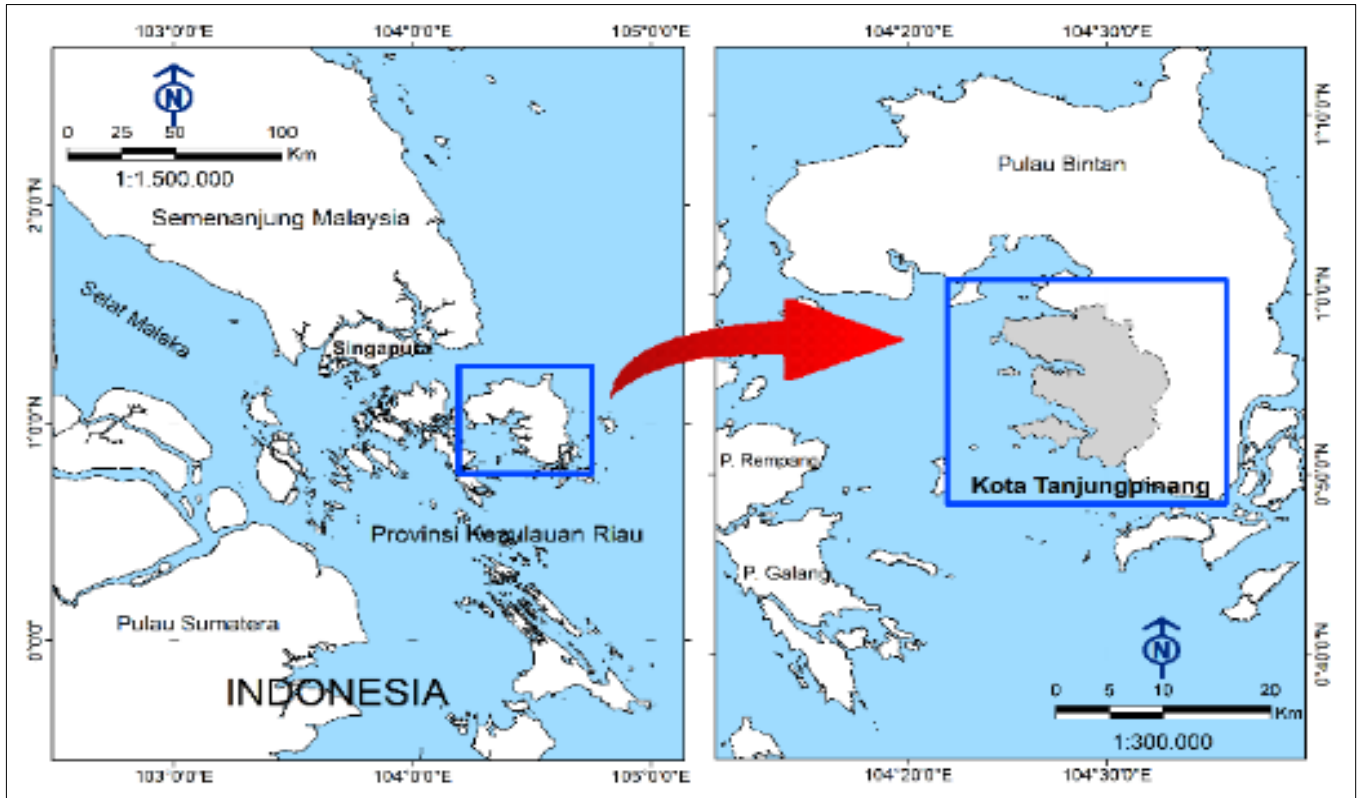 103°0'0"E 104°0'0"E 105°0'0"E
N
0 25 50 100
Km
1:1.500.000
Semenanjung Malaysia
2°0'0"N
Selat Malaka
Singapura
1°0'0"N
Provinsi Kepulauan Riau
Pulau Sumatera
0°0'0"
INDONESIA
103°0'0"E 104°0'0"E 105°0'0"E
104°20'0"E 104°30'0"E
1°10'0"N
Pulau Bintan
1°0'0"N
P. Rempang
0°50'0"N
Kota Tanjungpinang
P. Galang
N
0°40'0"N
0 5 10 20
Km
1:300.000
104°20'0"E 104°30'0"E